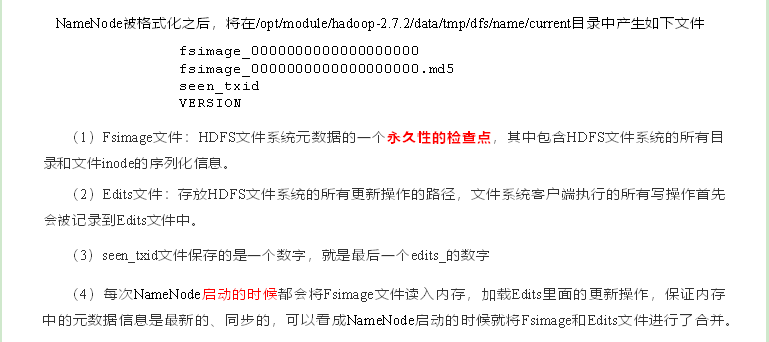 NameNode被格式化之后，将在/opt/module/hadoop-2.7.2/data/tmp/dfs/name/current目录中产生如下文件
fsimage_0000000000000000000
fsimage_0000000000000000000.md5
seen_txid
VERSION
（1）Fsimage文件：HDFS文件系统元数据的一个永久性的检查点，其中包含HDFS文件系统的所有目
录和文件inode的序列化信息。
（2）Edits文件：存放HDFS文件系统的所有更新操作的路径，文件系统客户端执行的所有写操作首先
会被记录到Edits文件中。
（3）seen_txid文件保存的是一个数字，就是最后一个edits_的数字
（4）每次NameNode启动的时候都会将Fsimage文件读入内存，加载Edits里面的更新操作，保证内存
中的元数据信息是最新的、同步的，可以看成NameNode启动的时候就将Fsimage和Edits文件进行了合并。